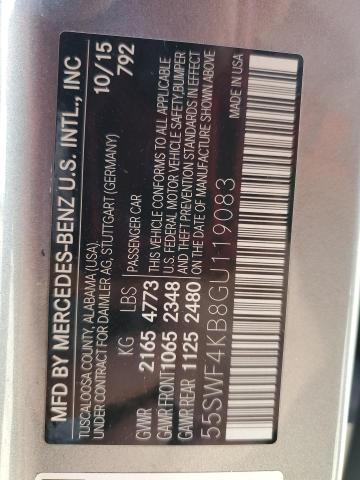 MFD BY MERCEDES-BENZ U.S. INTL., INC
TUSCALOOSA COUNTY, ALABAMA (USA).
UNDER CONTRACT FOR DAIMLER AG, STUTTGART (GERMANY)
10/15
792
KG LBS
GVWR 2165 4773
GAWR FRONT 1065 2348
GAWR REAR 1125 2480
PASSENGER CAR
THIS VEHICLE CONFORMS TO ALL APPLICABLE
U.S. FEDERAL MOTOR VEHICLE SAFETY, BUMPER
AND THEFT PREVENTION STANDARDS IN EFFECT
ON THE DATE OF MANUFACTURE SHOWN ABOVE
55SWF4KB8GU119083
MADE IN USA